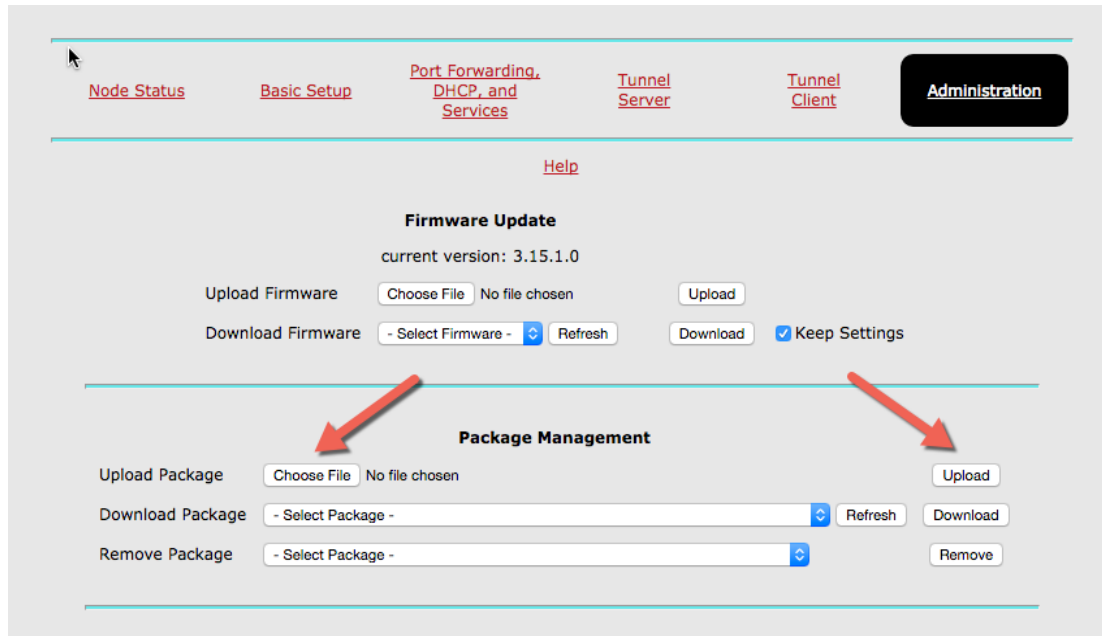 Node Status
Basic Setup
Port Forwarding,
DHCP, and
Services
Tunnel
Server
Tunnel
Client
Administration
Help
Firmware Update
current version: 3.15.1.0
Upload Firmware Choose File No file chosen Upload
Download Firmware - Select Firmware - Refresh Download Keep Settings
Package Management
Upload Package Choose File No file chosen Upload
Download Package - Select Package - Refresh Download
Remove Package - Select Package - Remove